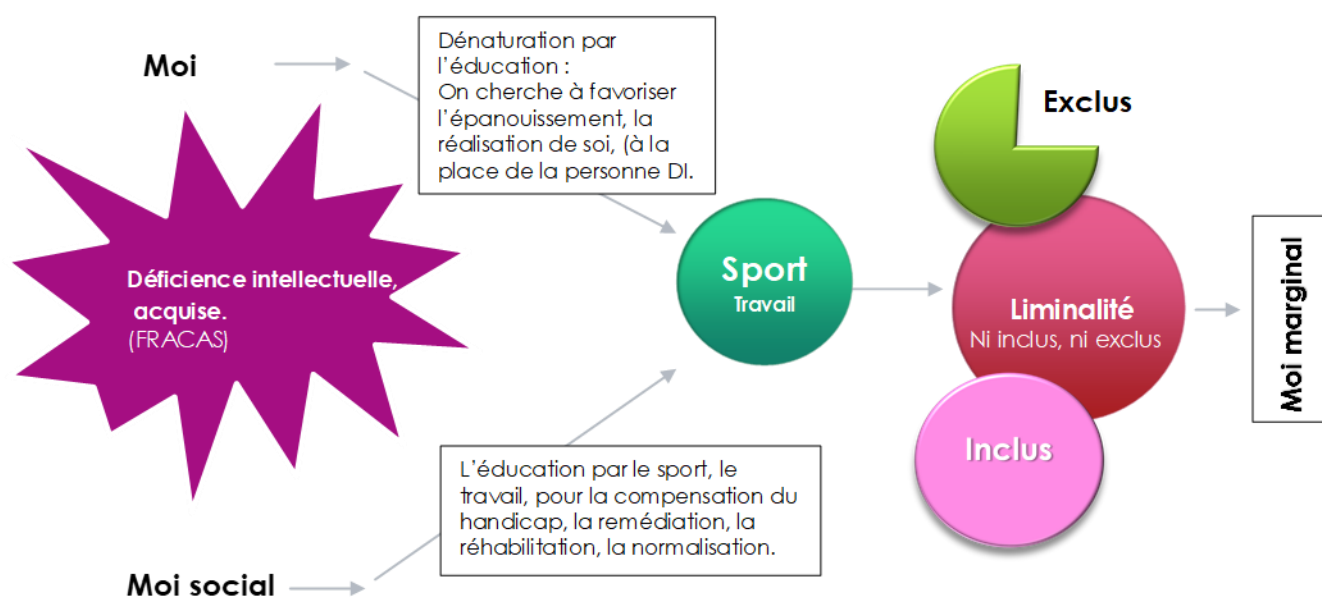 Moi
Dénaturation par
l'éducation :
On cherche à favoriser
l'épanouissement, la
réalisation de soi, (à la
place de la personne DI.
Déficience intellectuelle,
acquise.
(FRACAS)
Moi social
L'éducation par le sport, le
travail, pour la compensation du
handicap, la remédiation, la
réhabilitation, la normalisation.
Sport
Travail
Exclus
Liminalité
Ni inclus, ni exclus
Inclus
Moi marginal